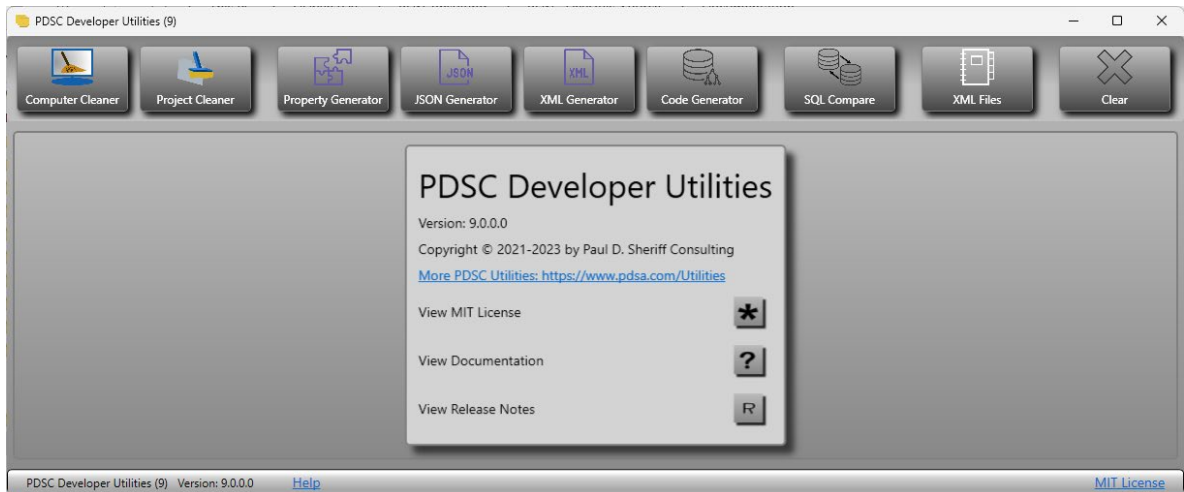 PDSC Developer Utilities (9)
Computer Cleaner
Project Cleaner
Property Generator
JSON
JSON Generator
XML
XML Generator
Code Generator
SQL Compare
XML Files
Clear
PDSC Developer Utilities
Version: 9.0.0.0
Copyright © 2021-2023 by Paul D. Sheriff Consulting
More PDSC Utilities: https://www.pdsa.com/Utilities
View MIT License *
View Documentation ?
View Release Notes R
PDSC Developer Utilities (9) Version: 9.0.0.0 Help MIT License